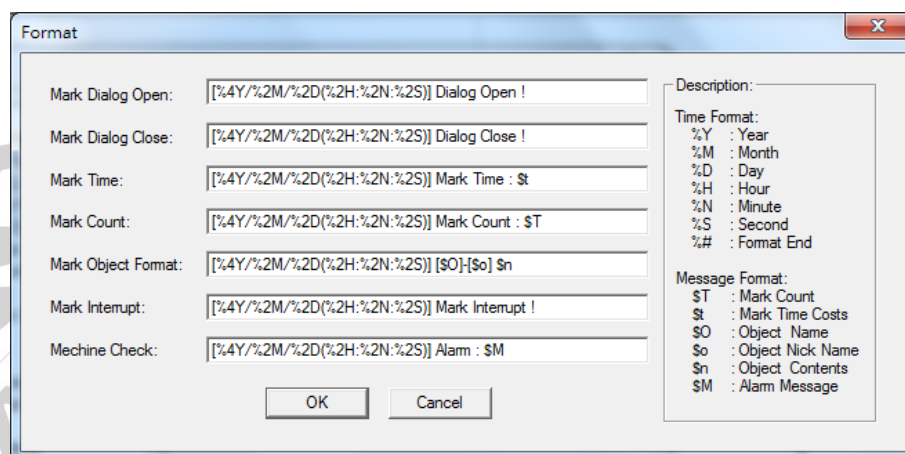 Format
Mark Dialog Open: [%4Y/%2M/%2D(%2H:%2N:%2S)] Dialog Open !
Mark Dialog Close: [%4Y/%2M/%2D(%2H:%2N:%2S)] Dialog Close !
Mark Time: [%4Y/%2M/%2D(%2H:%2N:%2S)] Mark Time : $t
Mark Count: [%4Y/%2M/%2D(%2H:%2N:%2S)] Mark Count : $T
Mark Object Format: [%4Y/%2M/%2D(%2H:%2N:%2S)] [$O]-[$o] $n
Mark Interrupt: [%4Y/%2M/%2D(%2H:%2N:%2S)] Mark Interrupt !
Mechine Check: [%4Y/%2M/%2D(%2H:%2N:%2S)] Alarm : $M
OK Cancel
Description:
Time Format:
%Y : Year
%M : Month
%D : Day
%H : Hour
%N : Minute
%S : Second
%# : Format End
Message Format:
$T : Mark Count
$t : Mark Time Costs
$O : Object Name
$o : Object Nick Name
$n : Object Contents
$M : Alarm Message